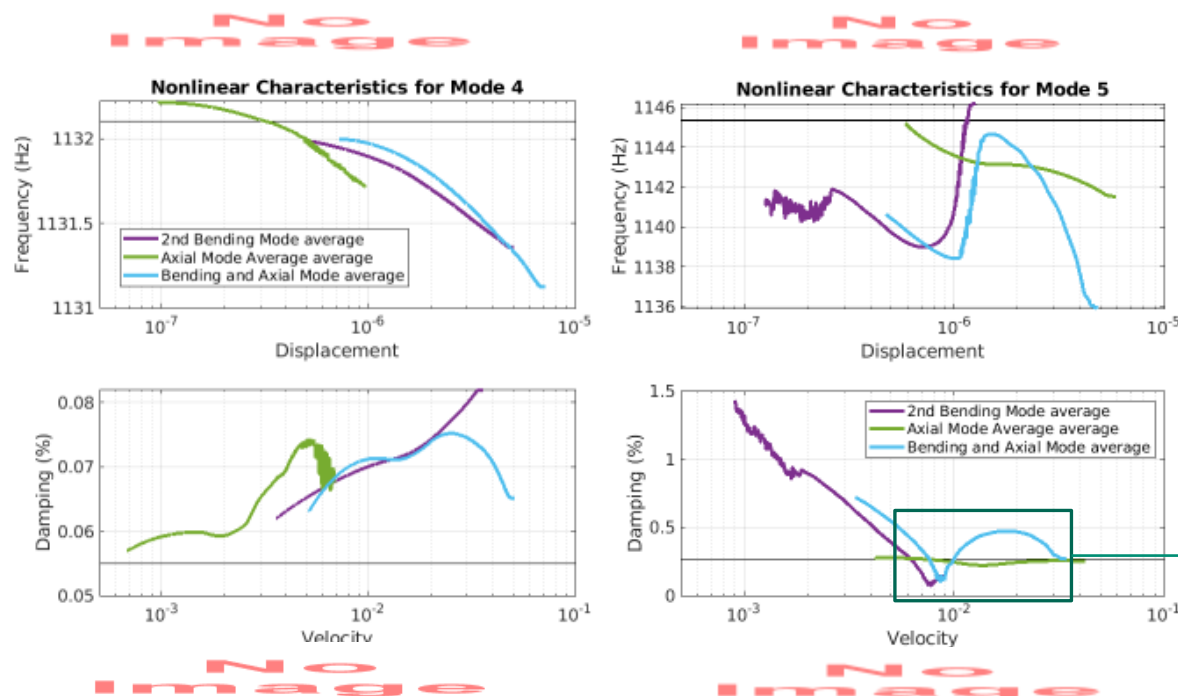 No
Image
No
Image
Nonlinear Characteristics for Mode 4
Frequency (Hz)
1132
1131.5
1131
2nd Bending Mode average
Axial Mode Average average
Bending and Axial Mode average
10-7
10-6
10-5
Displacement
Nonlinear Characteristics for Mode 5
Frequency (Hz)
1146
1144
1142
1140
1138
1136
10-7
10-6
10-5
Displacement
Damping (%)
0.08
0.07
0.06
0.05
10-3
10-2
10-1
Velocity
Damping (%)
1.5
1
0.5
0
2nd Bending Mode average
Axial Mode Average average
Bending and Axial Mode average
10-3
10-2
10-1
Velocity
No
Image
No
Image